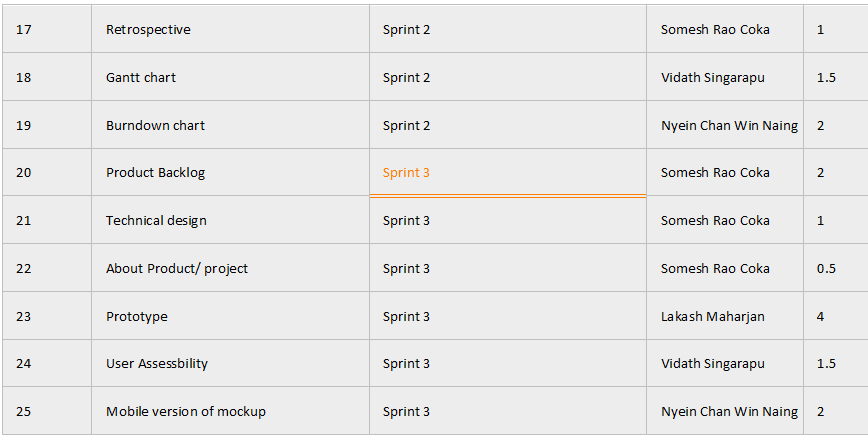 17 Retrospective Sprint 2 Somesh Rao Coka 1
18 Gantt chart Sprint 2 Vidath Singarapu 1.5
19 Burndown chart Sprint 2 Nyein Chan Win Naing 2
20 Product Backlog Sprint 3 Somesh Rao Coka 2
21 Technical design Sprint 3 Somesh Rao Coka 1
22 About Product/ project Sprint 3 Somesh Rao Coka 0.5
23 Prototype Sprint 3 Lakash Maharjan 4
24 User Assessbility Sprint 3 Vidath Singarapu 1.5
25 Mobile version of mockup Sprint 3 Nyein Chan Win Naing 2